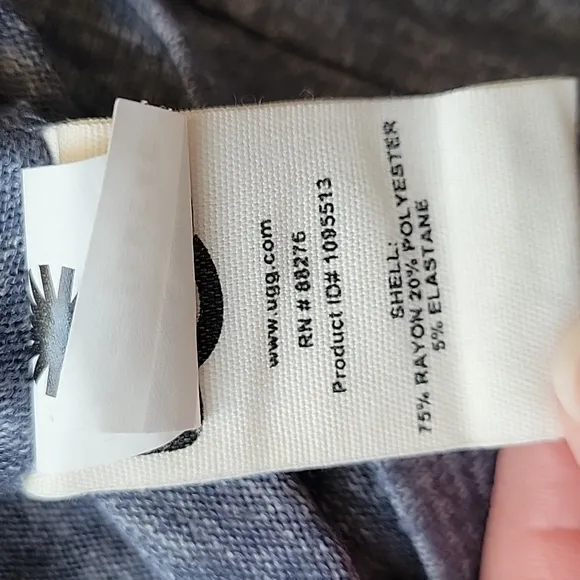 www.ugg.com
RN # 88276
Product ID# 1095513
SHELL:
75% RAYON 20% POLYESTER
5% ELASTANE